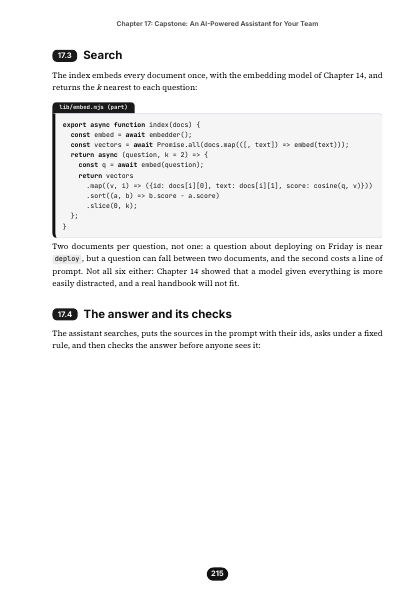 Chapter 17: Capstone: An AI-Powered Assistant for Your Team
17.3 Search
The index embeds every document once, with the embedding model of Chapter 14, and
returns the k nearest to each question:
lib/embed.mjs (part)
export async function index(docs) {
  const embed = await embedder();
  const vectors = await Promise.all(docs.map(([, text]) => embed(text)));
  return async (question, k = 2) => {
    const q = await embed(question);
    return vectors
      .map((v, i) => ({id: docs[i][0], text: docs[i][1], score: cosine(q, v)}))
      .sort((a, b) => b.score - a.score)
      .slice(0, k);
  };
}
Two documents per question, not one: a question about deploying on Friday is near
deploy, but a question can fall between two documents, and the second costs a line of
prompt. Not all six either: Chapter 14 showed that a model given everything is more
easily distracted, and a real handbook will not fit.
17.4 The answer and its checks
The assistant searches, puts the sources in the prompt with their ids, asks under a fixed
rule, and then checks the answer before anyone sees it:
215